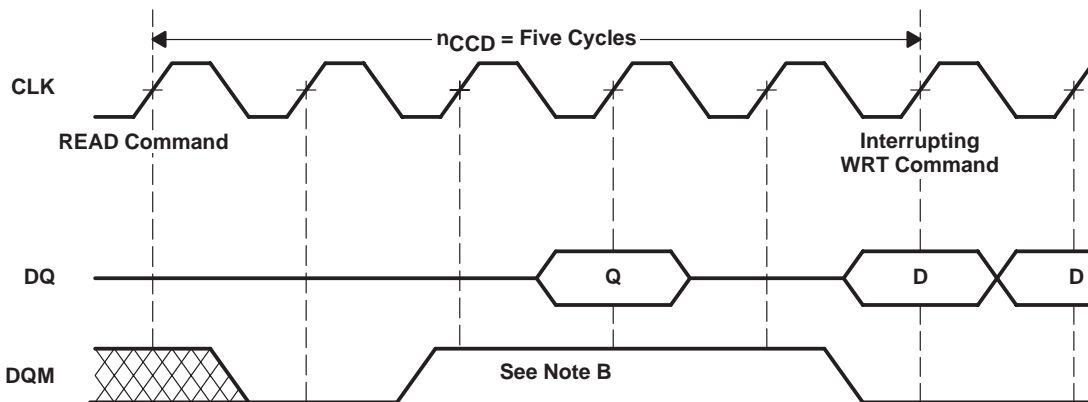 nCCD = Five Cycles
CLK
READ Command
Interrupting
WRT Command
DQ
Q
D
D
DQM
See Note B